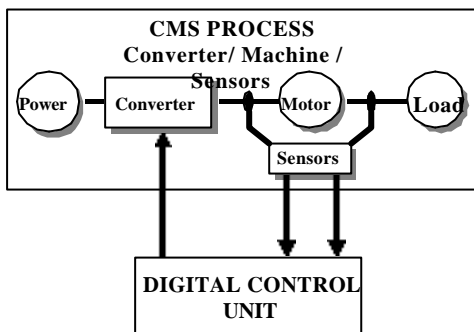 CMS PROCESS
Converter/ Machine /
Sensors
Power
Converter
Motor
Load
Sensors
DIGITAL CONTROL
UNIT